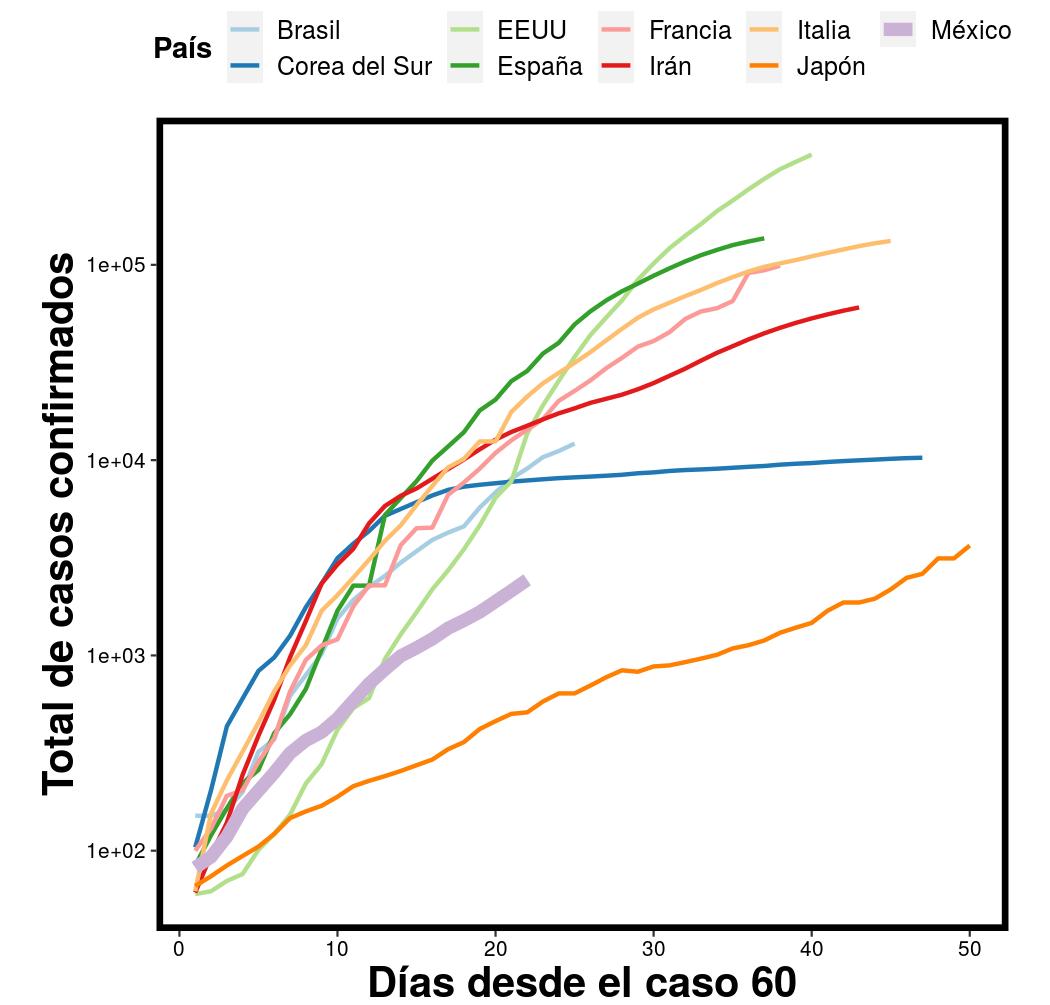 País
Brasil
EEUU
Francia
Italia
México
Corea del Sur
España
Irán
Japón
Total de casos confirmados
1e+05
1e+04
1e+03
1e+02
0 10 20 30 40 50
Días desde el caso 60